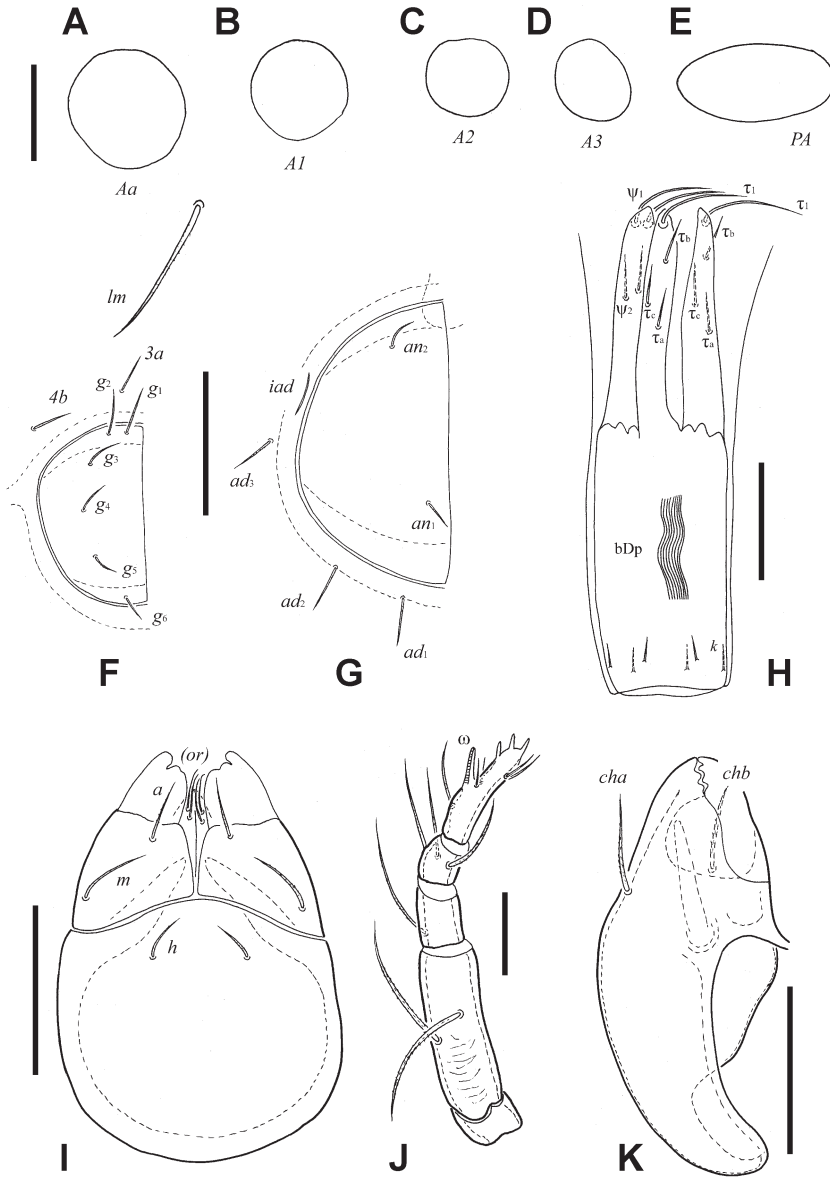 A B C D E
Aa A1 A2 A3 PA
lm
3a
4b g2 g1
g3
g4
g5
g6
F
an2
iad
ad3
an1
ad2
ad1
G
ψ1 τ1 τ1
τb τb
ψ2 τc τc
τa τa
bDp
k
H
(or)
a
m
h
I
ω
J
cha chb
K